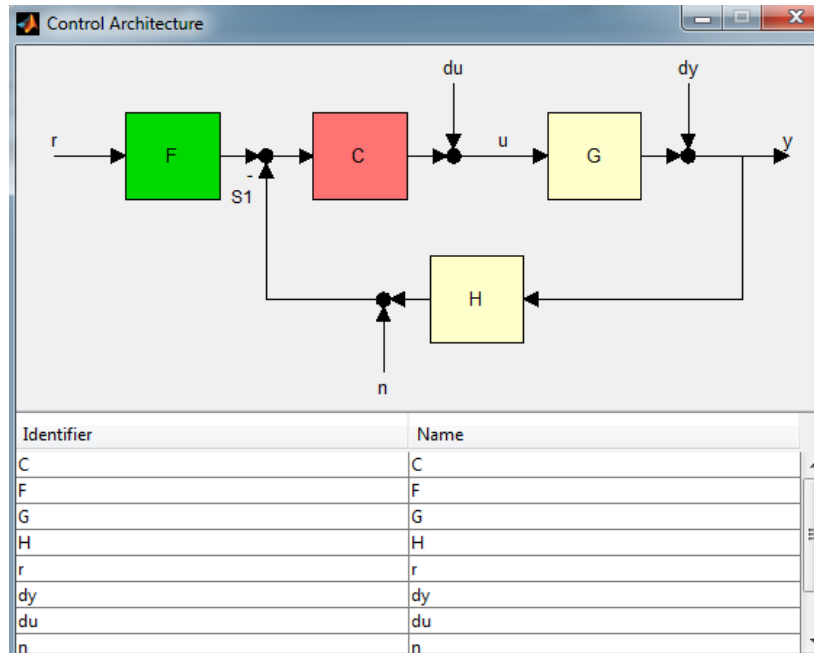 Control Architecture
du
dy
r
F
C
u
G
y
-
S1
H
n
Identifier
Name
C
C
F
F
G
G
H
H
r
r
dy
dy
du
du
n
n